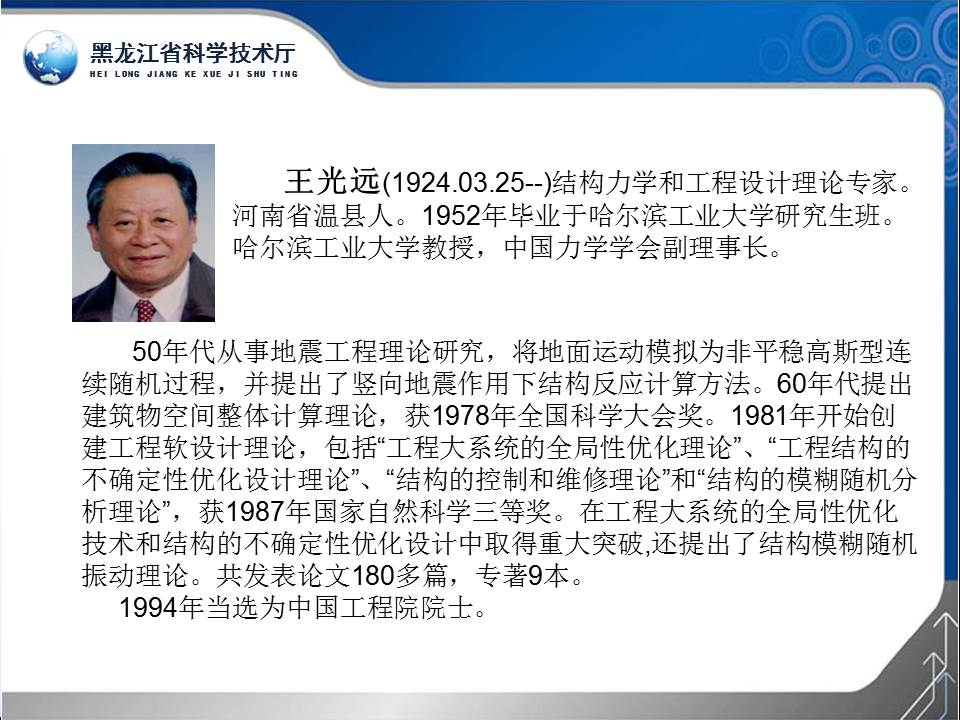 黑龙江省科学技术厅
HEI LONG JIANG KE XUE JI SHU TING
王光远(1924.03.25--)结构力学和工程设计理论专家。
河南省温县人。1952年毕业于哈尔滨工业大学研究生班。
哈尔滨工业大学教授，中国力学学会副理事长。
50年代从事地震工程理论研究，将地面运动模拟为非平稳高斯型连
续随机过程，并提出了竖向地震作用下结构反应计算方法。60年代提出
建筑物空间整体计算理论，获1978年全国科学大会奖。1981年开始创
建工程软设计理论，包括“工程大系统的全局性优化理论”、“工程结构的
不确定性优化设计理论”、“结构的控制和维修理论”和“结构的模糊随机分
析理论”，获1987年国家自然科学三等奖。在工程大系统的全局性优化
技术和结构的不确定性优化设计中取得重大突破,还提出了结构模糊随机
振动理论。共发表论文180多篇，专著9本。
1994年当选为中国工程院院士。